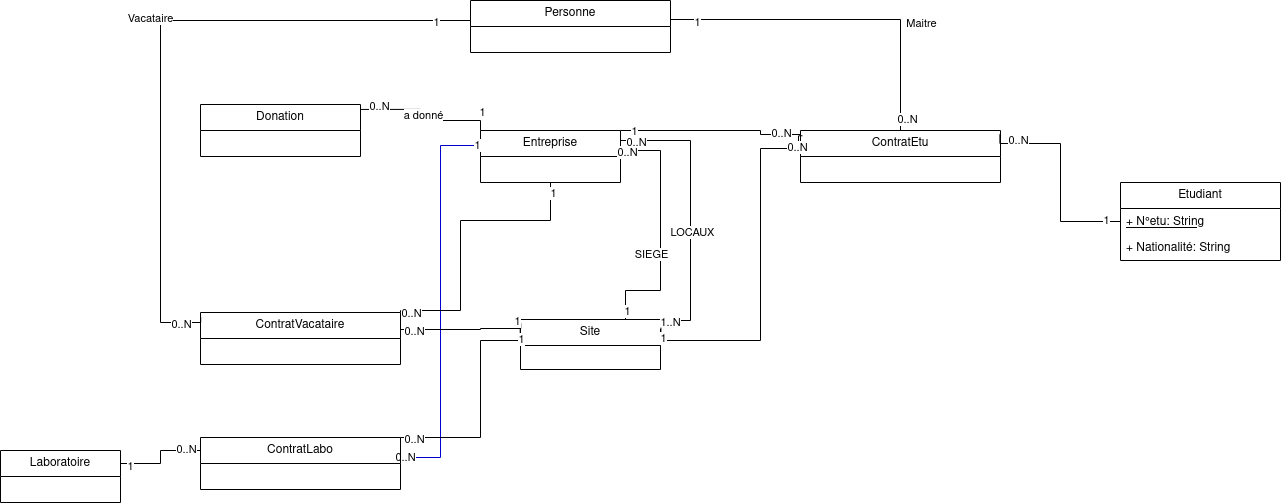 Personne
Vacataire
1
1
Maitre
Donation
0..N
a donné
1
0..N
1
Entreprise
1
0..N
0..N
0..N
0..N
ContratEtu
0..N
1
Etudiant
1
+ N°etu: String
+ Nationalité: String
LOCAUX
SIEGE
0..N
ContratVacataire
0..N
0..N
1
1
Site
1..N
1
1
0..N
ContratLabo
0..N
0..N
Laboratoire
1